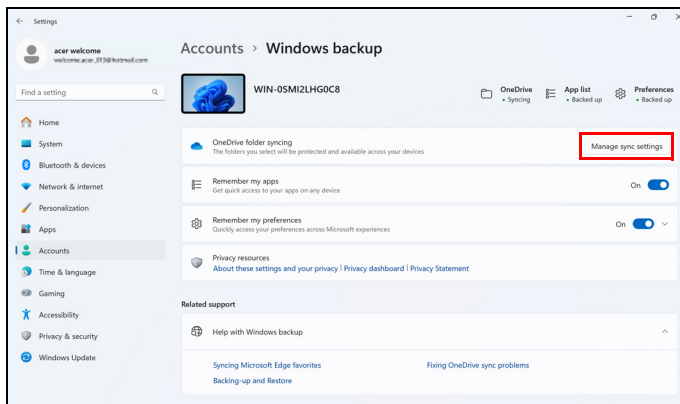 Settings
acer welcome
Accounts > Windows backup
WIN-0SMI2LHG0C8
OneDrive
• Syncing
App list
• Backed up
Preferences
• Backed up
Find a setting
Home
System
Bluetooth & devices
Network & internet
Personalization
Apps
Accounts
Time & language
Gaming
Accessibility
Privacy & security
Windows Update
OneDrive folder syncing
The folders you select will be protected and available across your devices
Manage sync settings
Remember my apps
Get quick access to your apps on any device
On
Remember my preferences
Quickly access your preferences across Microsoft experiences
On
Privacy resources
About these settings and your privacy | Privacy dashboard | Privacy Statement
Related support
Help with Windows backup
Syncing Microsoft Edge favorites
Fixing OneDrive sync problems
Backing-up and Restore